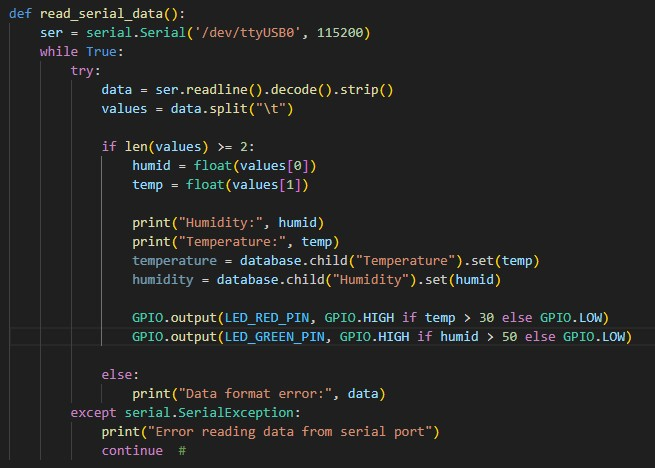 def read_serial_data():
    ser = serial.Serial('/dev/ttyUSB0', 115200)
    while True:
        try:
            data = ser.readline().decode().strip()
            values = data.split("\t")

            if len(values) >= 2:
                humid = float(values[0])
                temp = float(values[1])

                print("Humidity:", humid)
                print("Temperature:", temp)
                temperature = database.child("Temperature").set(temp)
                humidity = database.child("Humidity").set(humid)

                GPIO.output(LED_RED_PIN, GPIO.HIGH if temp > 30 else GPIO.LOW)
                GPIO.output(LED_GREEN_PIN, GPIO.HIGH if humid > 50 else GPIO.LOW)

            else:
                print("Data format error:", data)
        except serial.SerialException:
            print("Error reading data from serial port")
            continue  #